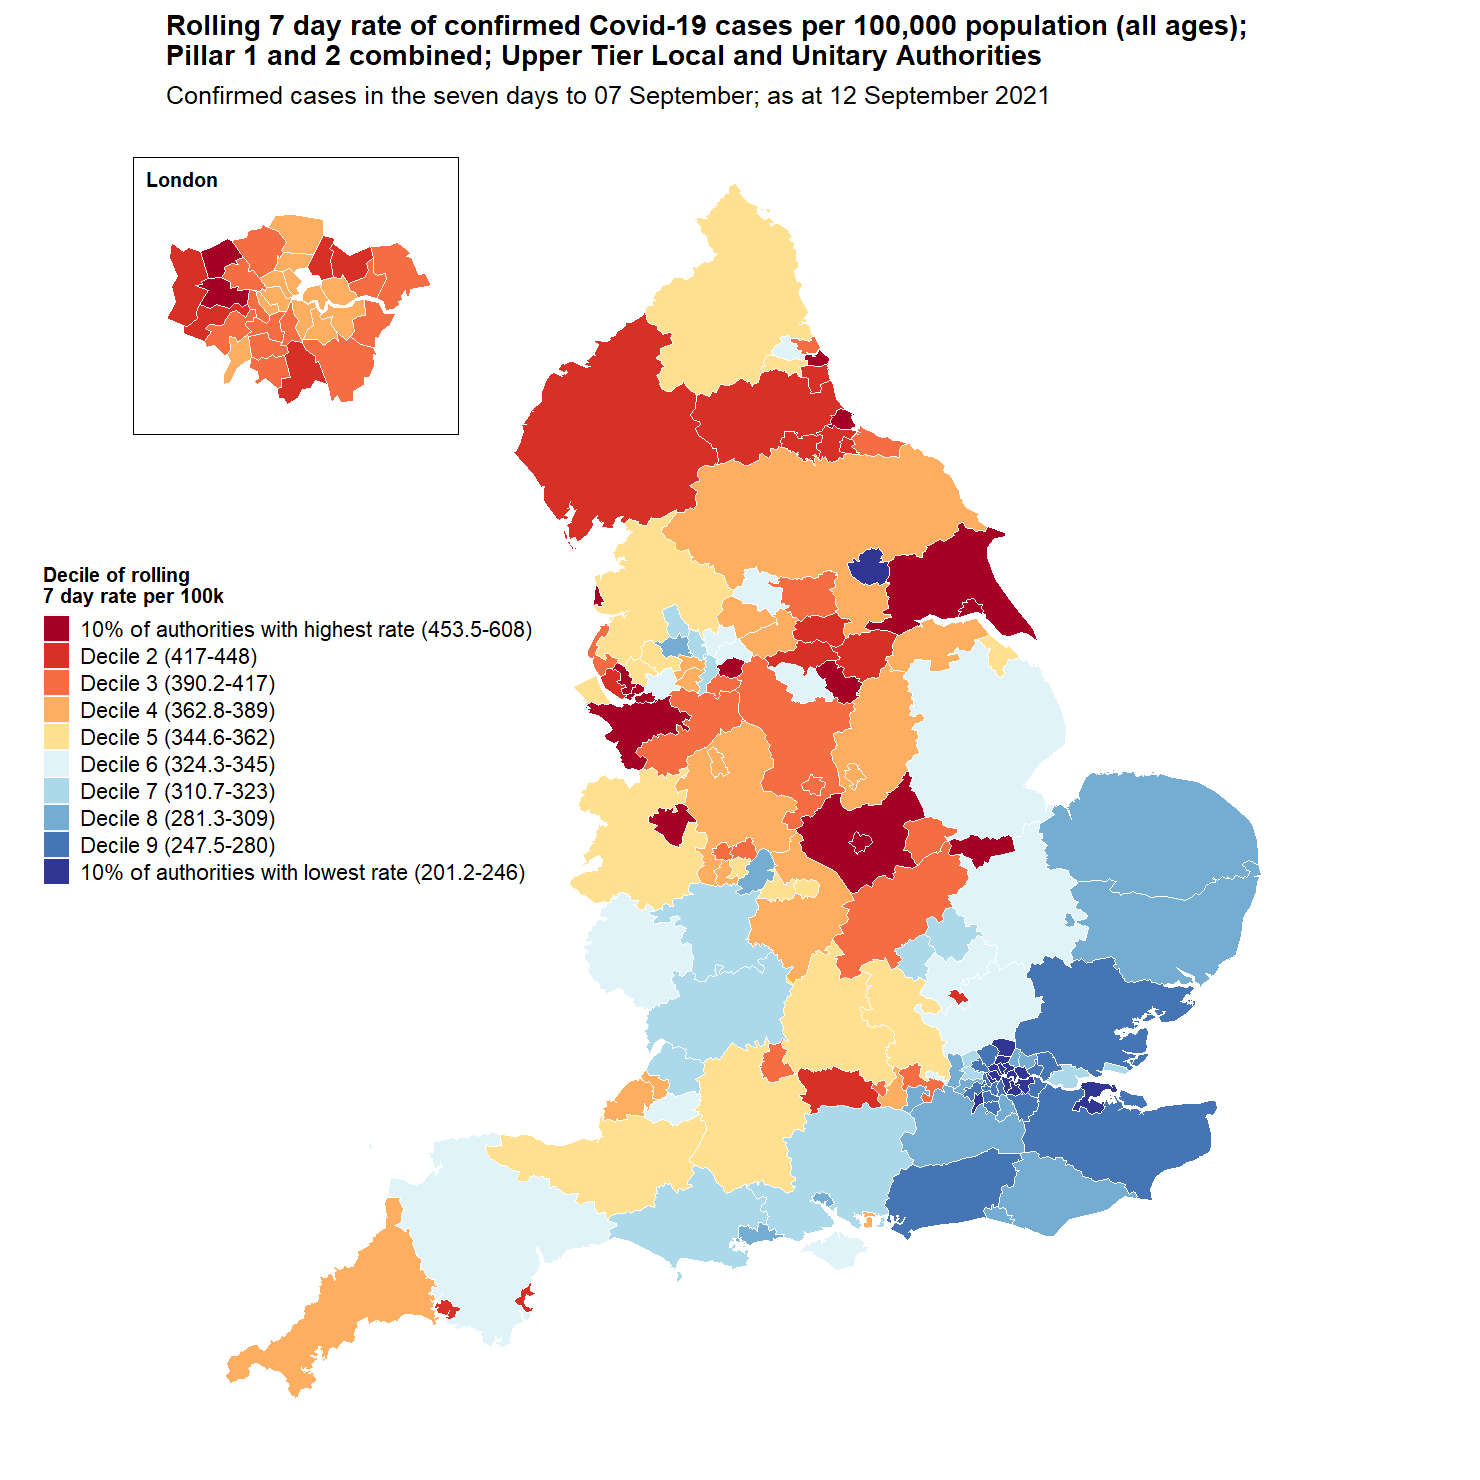 Rolling 7 day rate of confirmed Covid-19 cases per 100,000 population (all ages);
Pillar 1 and 2 combined; Upper Tier Local and Unitary Authorities
Confirmed cases in the seven days to 07 September; as at 12 September 2021
London
Decile of rolling
7 day rate per 100k
10% of authorities with highest rate (453.5-608)
Decile 2 (417-448)
Decile 3 (390.2-417)
Decile 4 (362.8-389)
Decile 5 (344.6-362)
Decile 6 (324.3-345)
Decile 7 (310.7-323)
Decile 8 (281.3-309)
Decile 9 (247.5-280)
10% of authorities with lowest rate (201.2-246)